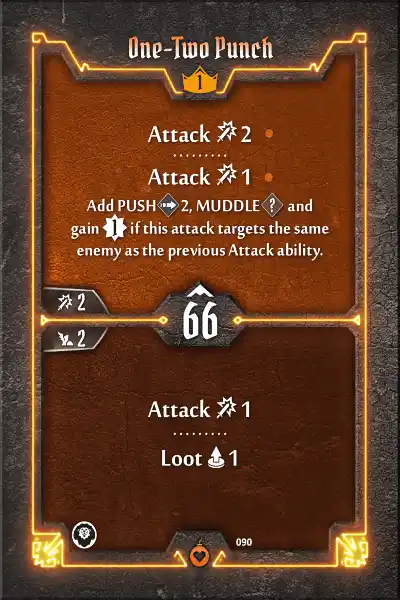 One-Two Punch
1
Attack 2
Attack 1
Add PUSH 2, MUDDLE ? and
gain 1 if this attack targets the same
enemy as the previous Attack ability.
2
66
2
Attack 1
Loot 1
090